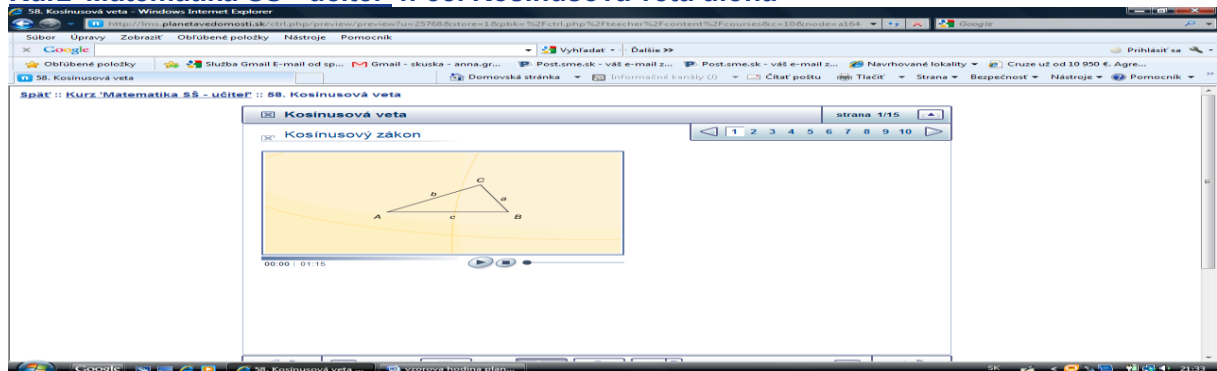 58. Kosínusová veta - Windows Internet Explorer
Súbor Úpravy Zobraziť Obľúbené položky Nástroje Pomocník
Google Vyhľadať Ďalšie >> Prihlásiť sa
Obľúbené položky Služba Gmail E-mail od sp... Gmail - skuska - anna.gr... Post.sme.sk - váš e-mail z... Post.sme.sk - váš e-mail z... Navrhované lokality Cruze už od 10 950 €. Agre...
58. Kosínusová veta Domovská stránka Informačné kanály (J) Čítať poštu Tlačiť Strana Bezpečnosť Nástroje Pomocník
Späť :: Kurz 'Matematika SŠ - učiteľ' :: 58. Kosínusová veta
Kosínusová veta strana 1/15
Kosínusový zákon 1 2 3 4 5 6 7 8 9 10
C
b a
A c B
00:00 | 01:15
Google 58. Kosínusová veta ... vzorova hodina plan... SK 21:33